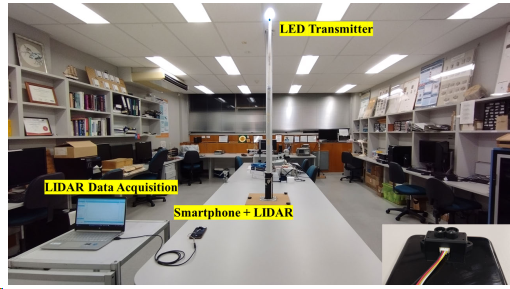 LED Transmitter
LIDAR Data Acquisition
Smartphone + LIDAR